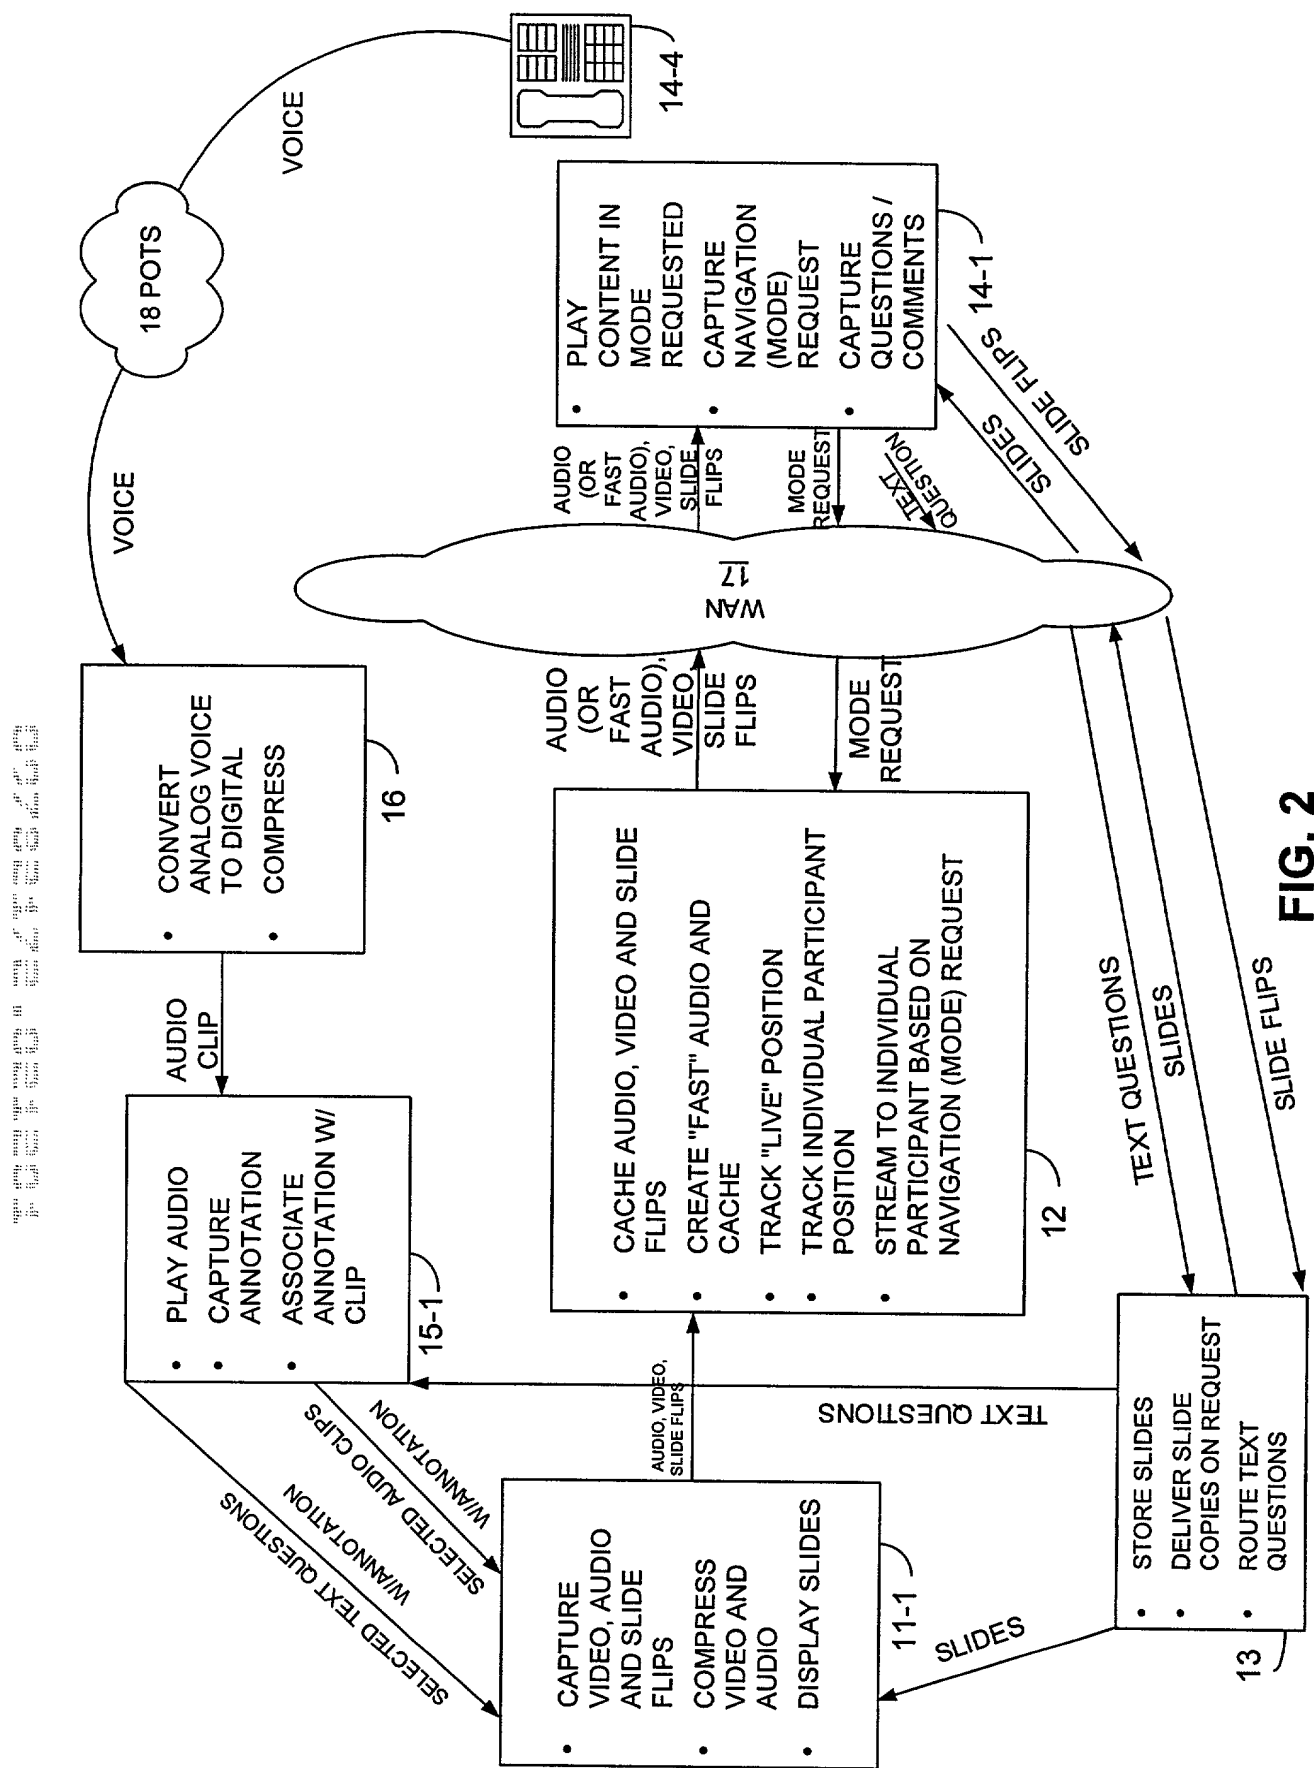 VOICE
18 POTS
VOICE
14-4
• CONVERT
ANALOG VOICE
TO DIGITAL
• COMPRESS
16
AUDIO
CLIP
• PLAY AUDIO
• CAPTURE
ANNOTATION
• ASSOCIATE
ANNOTATION W/
CLIP
15-1
SELECTED TEXT QUESTIONS
W/ANNOTATION
SELECTED AUDIO CLIPS
W/ANNOTATION
• CAPTURE
VIDEO, AUDIO
AND SLIDE
FLIPS
• COMPRESS
VIDEO AND
AUDIO
• DISPLAY SLIDES
11-1
AUDIO, VIDEO,
SLIDE FLIPS
• CACHE AUDIO, VIDEO AND SLIDE
FLIPS
• CREATE "FAST" AUDIO AND
CACHE
• TRACK "LIVE" POSITION
• TRACK INDIVIDUAL PARTICIPANT
POSITION
• STREAM TO INDIVIDUAL
PARTICIPANT BASED ON
NAVIGATION (MODE) REQUEST
12
AUDIO
(OR
FAST
AUDIO),
VIDEO,
SLIDE
FLIPS
MODE
REQUEST
WAN
17
AUDIO
(OR
FAST
AUDIO),
VIDEO,
SLIDE
FLIPS
MODE
REQUEST
TEXT
QUESTION
• PLAY
CONTENT IN
MODE
REQUESTED
• CAPTURE
NAVIGATION
(MODE)
REQUEST
• CAPTURE
QUESTIONS /
COMMENTS
14-1
SLIDES
SLIDE FLIPS
TEXT QUESTIONS
TEXT QUESTIONS
SLIDES
SLIDE FLIPS
SLIDES
• STORE SLIDES
• DELIVER SLIDE
COPIES ON REQUEST
• ROUTE TEXT
QUESTIONS
13
FIG. 2